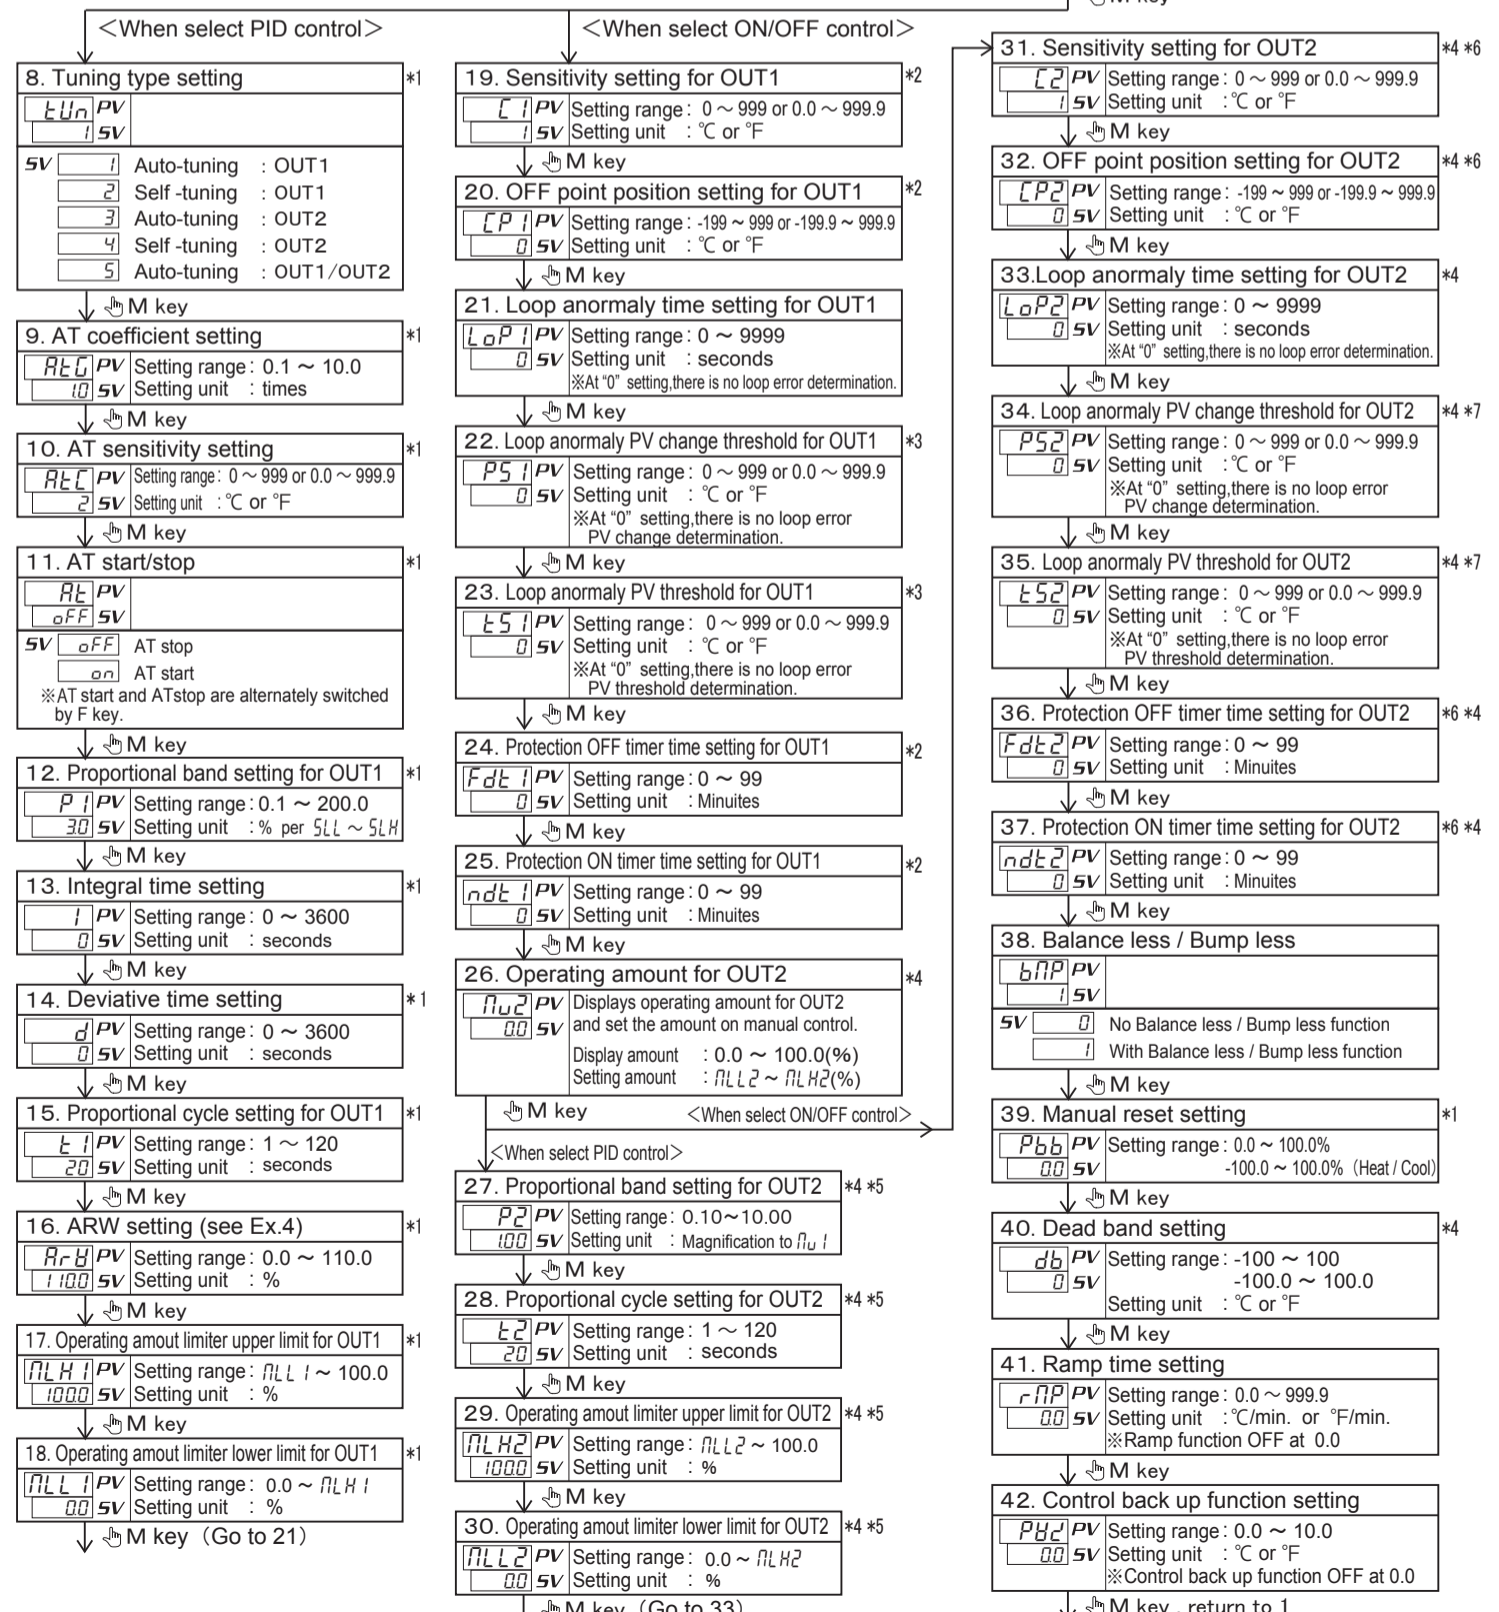 M key
＜When select PID control＞
8. Tuning type setting *1
tUn PV
1 SV
SV 1 Auto-tuning : OUT1
2 Self -tuning : OUT1
3 Auto-tuning : OUT2
4 Self -tuning : OUT2
5 Auto-tuning : OUT1/OUT2
M key
9. AT coefficient setting *1
AtG PV Setting range: 0.1 ～ 10.0
1.0 SV Setting unit : times
M key
10. AT sensitivity setting *1
AtC PV Setting range: 0～999 or 0.0～999.9
2 SV Setting unit : ℃ or ℉
M key
11. AT start/stop *1
At PV
oFF SV
SV oFF AT stop
on AT start
※AT start and ATstop are alternately switched
by F key.
M key
12. Proportional band setting for OUT1 *1
P1 PV Setting range:0.1 ～ 200.0
3.0 SV Setting unit : % per SLL ～ SLH
M key
13. Integral time setting *1
I PV Setting range: 0 ～ 3600
0 SV Setting unit : seconds
M key
14. Deviative time setting *1
d PV Setting range: 0 ～ 3600
0 SV Setting unit : seconds
M key
15. Proportional cycle setting for OUT1 *1
t1 PV Setting range: 1～120
20 SV Setting unit : seconds
M key
16. ARW setting (see Ex.4) *1
ArW PV Setting range: 0.0 ～ 110.0
110.0 SV Setting unit : %
M key
17. Operating amout limiter upper limit for OUT1 *1
MLH1 PV Setting range: MLL1～100.0
100.0 SV Setting unit : %
M key
18. Operating amout limiter lower limit for OUT1 *1
MLL1 PV Setting range: 0.0 ～ MLH1
0.0 SV Setting unit : %
M key （Go to 21）
＜When select ON/OFF control＞
19. Sensitivity setting for OUT1 *2
C1 PV Setting range: 0～999 or 0.0～999.9
1 SV Setting unit : ℃ or ℉
M key
20. OFF point position setting for OUT1 *2
CP1 PV Setting range: -199 ～ 999 or -199.9 ～ 999.9
0 SV Setting unit : ℃ or ℉
M key
21. Loop anormaly time setting for OUT1
LoP1 PV Setting range: 0 ～ 9999
0 SV Setting unit : seconds
※At “0” setting,there is no loop error determination.
M key
22. Loop anormaly PV change threshold for OUT1 *3
PS1 PV Setting range: 0～999 or 0.0～999.9
0 SV Setting unit : ℃ or ℉
※At “0” setting,there is no loop error
PV change determination.
M key
23. Loop anormaly PV threshold for OUT1 *3
tS1 PV Setting range: 0～999 or 0.0～999.9
0 SV Setting unit : ℃ or ℉
※At “0” setting,there is no loop error
PV threshold determination.
M key
24. Protection OFF timer time setting for OUT1 *2
Fdt1 PV Setting range: 0 ～ 99
0 SV Setting unit : Minuites
M key
25. Protection ON timer time setting for OUT1 *2
ndt1 PV Setting range: 0 ～ 99
0 SV Setting unit : Minuites
M key
26. Operating amount for OUT2 *4
Mv2 PV Displays operating amount for OUT2
0.0 SV and set the amount on manual control.
Display amount : 0.0 ～ 100.0(%)
Setting amount : MLL2 ～ MLH2(%)
M key ＜When select ON/OFF control＞
＜When select PID control＞
27. Proportional band setting for OUT2 *4 *5
P2 PV Setting range: 0.10～10.00
1.00 SV Setting unit : Magnification to Mv1
M key
28. Proportional cycle setting for OUT2 *4 *5
t2 PV Setting range: 1～120
20 SV Setting unit : seconds
M key
29. Operating amout limiter upper limit for OUT2 *4 *5
MLH2 PV Setting range: MLL2～100.0
100.0 SV Setting unit : %
M key
30. Operating amout limiter lower limit for OUT2 *4 *5
MLL2 PV Setting range: 0.0 ～ MLH2
0.0 SV Setting unit : %
M key （Go to 33）
31. Sensitivity setting for OUT2 *4 *6
C2 PV Setting range: 0～999 or 0.0～999.9
1 SV Setting unit : ℃ or ℉
M key
32. OFF point position setting for OUT2 *4 *6
CP2 PV Setting range: -199 ～ 999 or -199.9 ～ 999.9
0 SV Setting unit : ℃ or ℉
M key
33.Loop anormaly time setting for OUT2 *4
LoP2 PV Setting range: 0 ～ 9999
0 SV Setting unit : seconds
※At “0” setting,there is no loop error determination.
M key
34. Loop anormaly PV change threshold for OUT2 *4 *7
PS2 PV Setting range: 0～999 or 0.0～999.9
0 SV Setting unit : ℃ or ℉
※At “0” setting,there is no loop error
PV change determination.
M key
35. Loop anormaly PV threshold for OUT2 *4 *7
tS2 PV Setting range: 0～999 or 0.0～999.9
0 SV Setting unit : ℃ or ℉
※At “0” setting,there is no loop error
PV threshold determination.
M key
36. Protection OFF timer time setting for OUT2 *6 *4
Fdt2 PV Setting range: 0 ～ 99
0 SV Setting unit : Minuites
M key
37. Protection ON timer time setting for OUT2 *6 *4
ndt2 PV Setting range: 0 ～ 99
0 SV Setting unit : Minuites
M key
38. Balance less / Bump less
bMP PV
1 SV
SV 0 No Balance less / Bump less function
1 With Balance less / Bump less function
M key
39. Manual reset setting *1
Pbb PV Setting range: 0.0 ～ 100.0%
0.0 SV -100.0 ～ 100.0%（Heat / Cool）
M key
40. Dead band setting *4
db PV Setting range: -100 ～ 100
0 SV -100.0 ～ 100.0
Setting unit : ℃ or ℉
M key
41. Ramp time setting
rMP PV Setting range: 0.0～999.9
0.0 SV Setting unit : ℃/min. or ℉/min.
※Ramp function OFF at 0.0
M key
42. Control back up function setting
PWd PV Setting range: 0.0 ～ 10.0
0.0 SV Setting unit : ℃ or ℉
※Control back up function OFF at 0.0
M key , return to 1